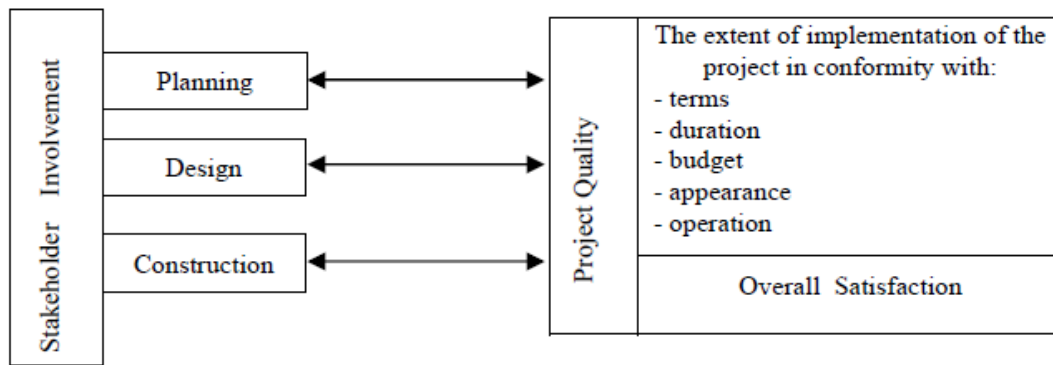 Stakeholder Involvement
Planning
Design
Construction
Project Quality
The extent of implementation of the
project in conformity with:
- terms
- duration
- budget
- appearance
- operation
Overall Satisfaction